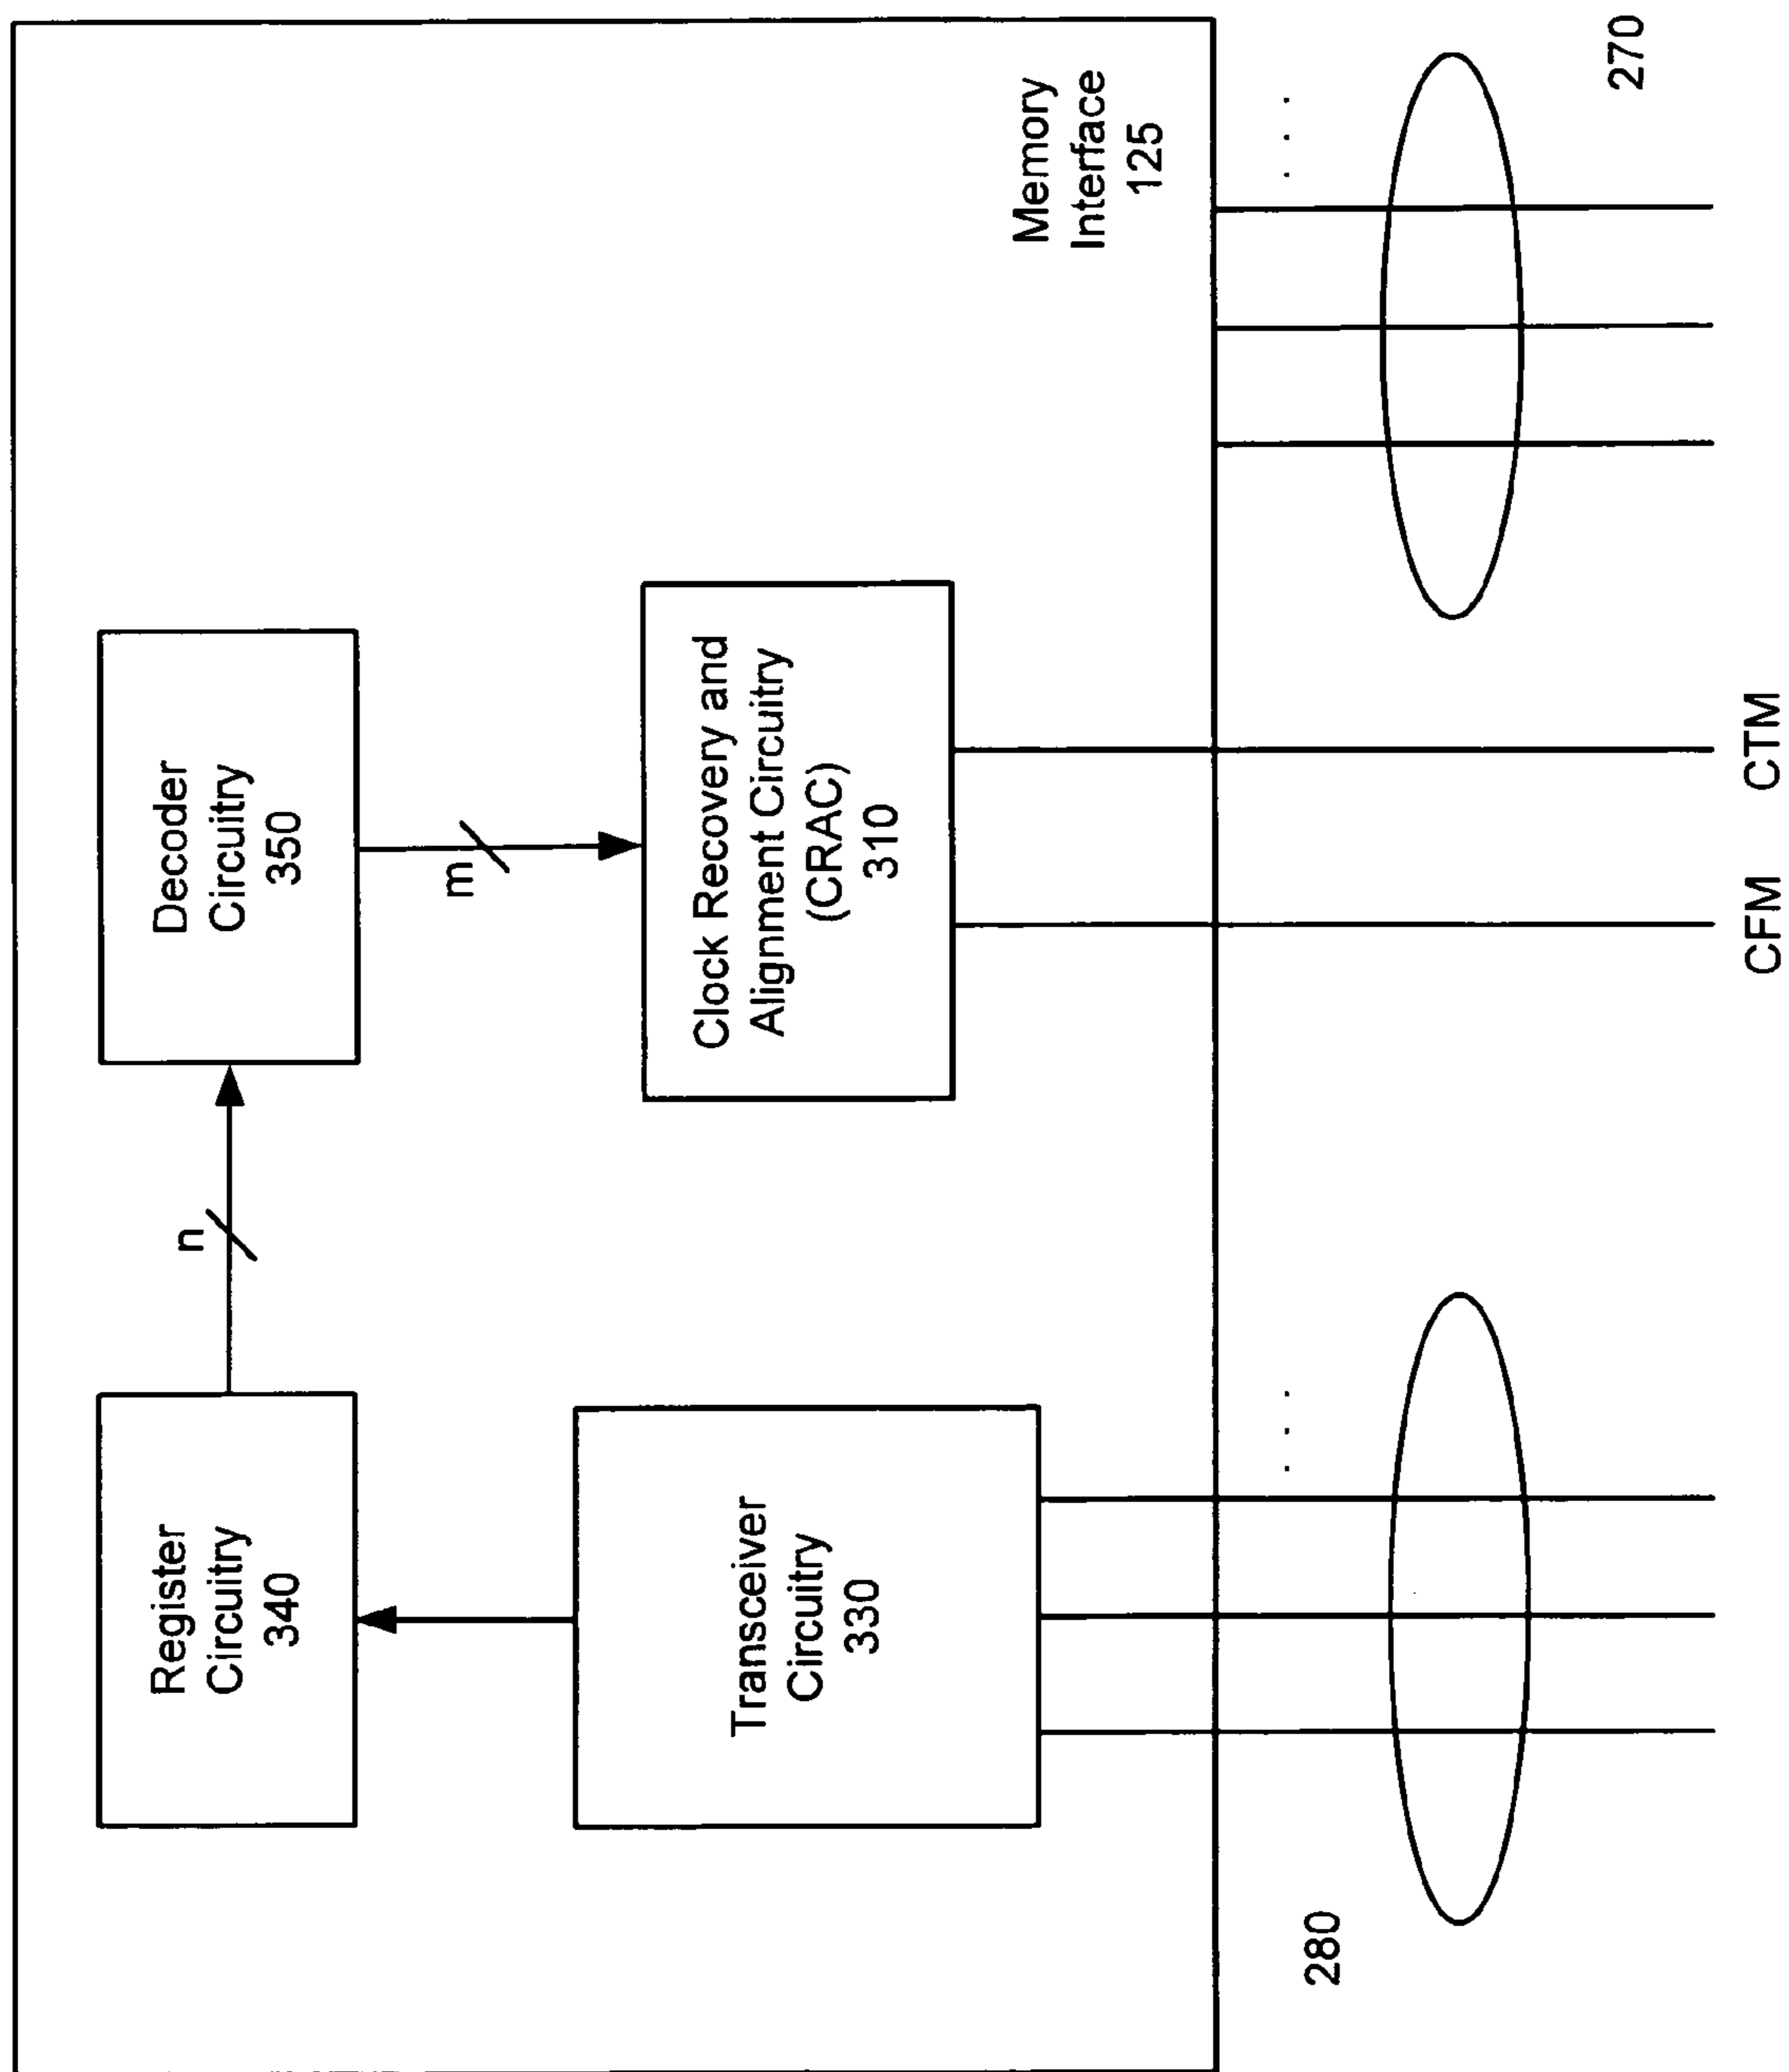 Register
Circuitry
340
n
Decoder
Circuitry
350
m
Transceiver
Circuitry
330
Clock Recovery and
Alignment Circuitry
(CRAC)
310
Memory
Interface
125
. . .
. . .
280
CFM
CTM
270